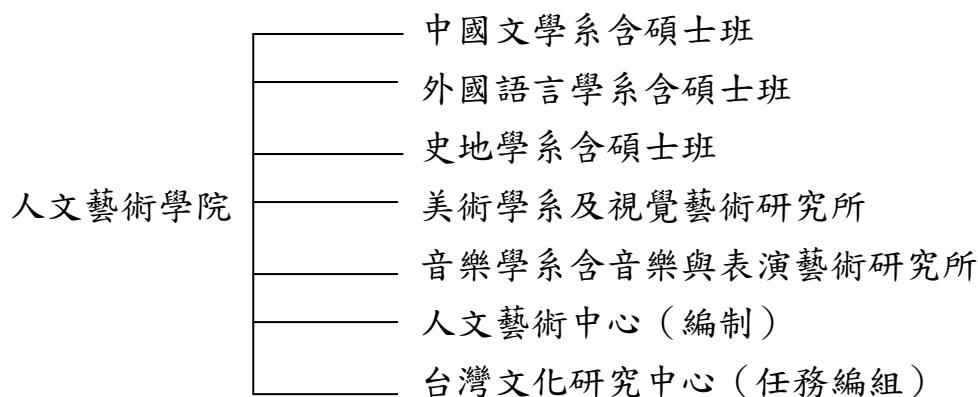 人文藝術學院
中國文學系含碩士班
外國語言學系含碩士班
史地學系含碩士班
美術學系及視覺藝術研究所
音樂學系含音樂與表演藝術研究所
人文藝術中心（編制）
台灣文化研究中心（任務編組）